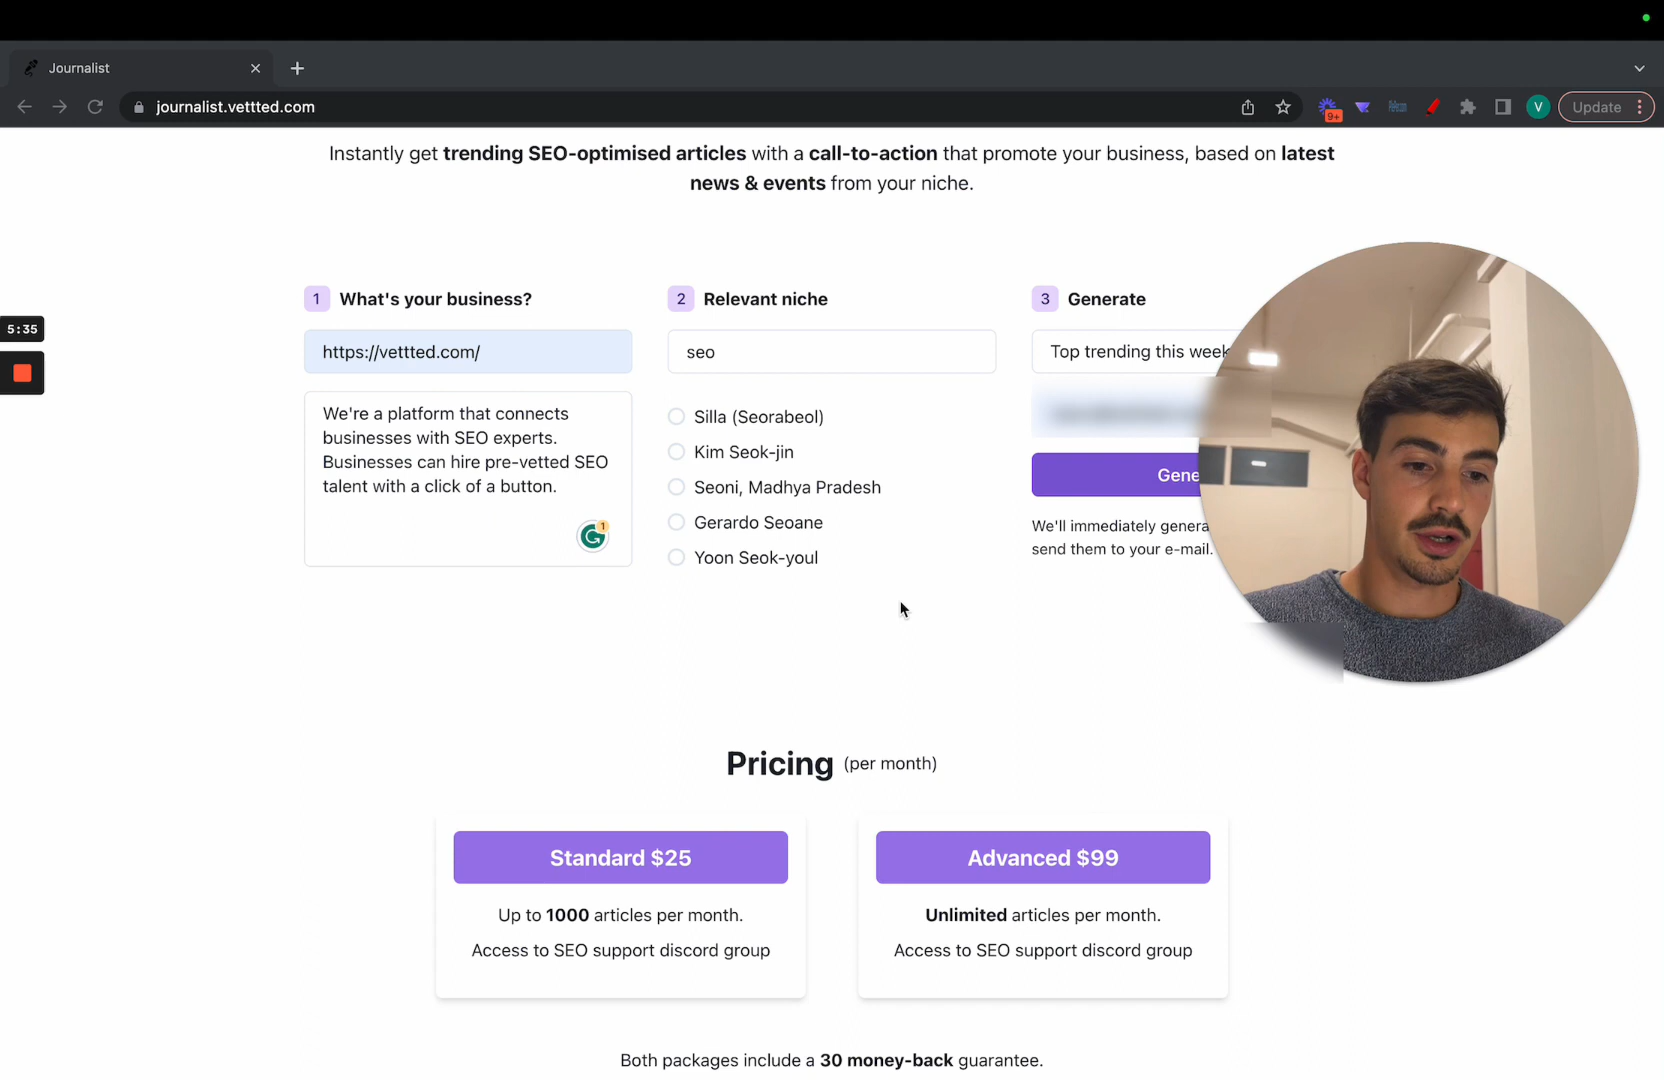 Journalist
journalist.vettted.com
9+
V
Update
Instantly get trending SEO-optimised articles with a call-to-action that promote your business, based on latest
news & events from your niche.
1 What's your business?
https://vettted.com/
We're a platform that connects
businesses with SEO experts.
Businesses can hire pre-vetted SEO
talent with a click of a button.
1
2 Relevant niche
seo
Silla (Seorabeol)
Kim Seok-jin
Seoni, Madhya Pradesh
Gerardo Seoane
Yoon Seok-youl
3 Generate
Top trending this week
Gene
We'll immediately genera
send them to your e-mail.
5:35
Pricing (per month)
Standard $25
Up to 1000 articles per month.
Access to SEO support discord group
Advanced $99
Unlimited articles per month.
Access to SEO support discord group
Both packages include a 30 money-back guarantee.